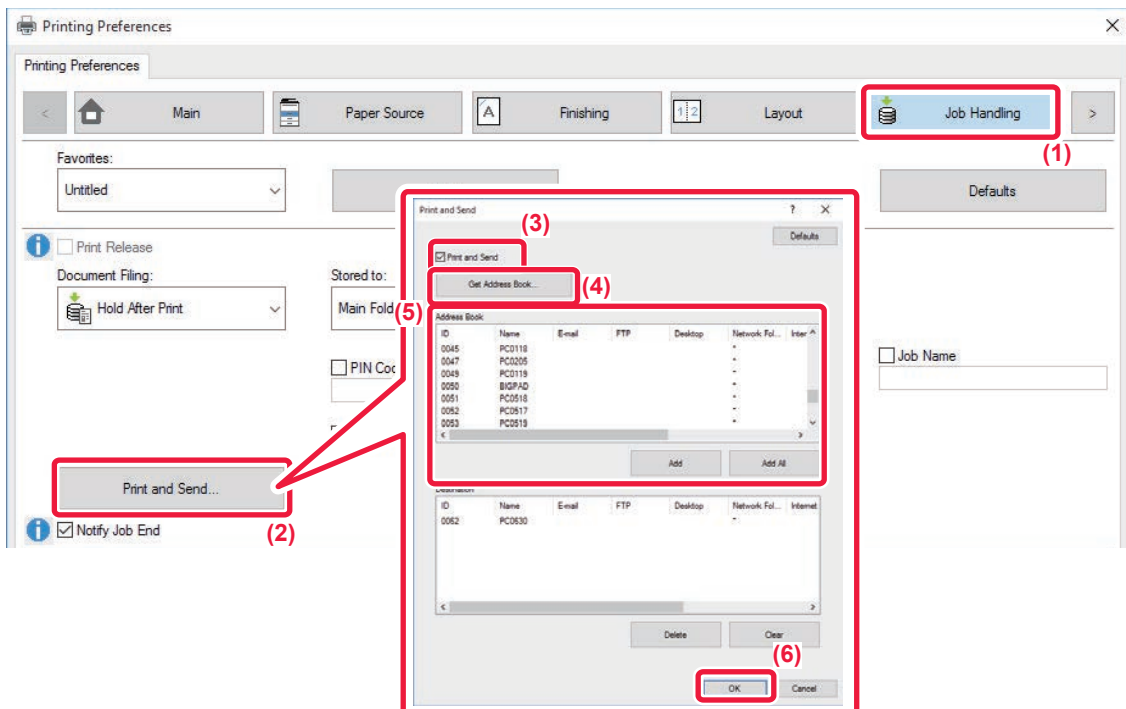 Printing Preferences
Printing Preferences
<
Main
Paper Source
A
Finishing
1 2
Layout
Job Handling
>
(1)
Favorites:
Untitled
Defaults
Print Release
Document Filing:
Hold After Print
Stored to:
Main Fold
PIN Coc
Job Name
Print and Send...
(2)
Notify Job End
Print and Send
?
Defaults
(3)
Print and Send
Get Address Book...
(4)
(5)
Address Book:
ID Name E-mail FTP Desktop Network Fol... Inter
0045 PC0118 *
0047 PC0205 *
0049 PC0119 *
0050 BIGPAD *
0051 PC0518 *
0052 PC0517 *
0053 PC0519 *
Add Add All
Destination
ID Name E-mail FTP Desktop Network Fol... Internet
0052 PC0530 *
Delete Clear
(6)
OK Cancel